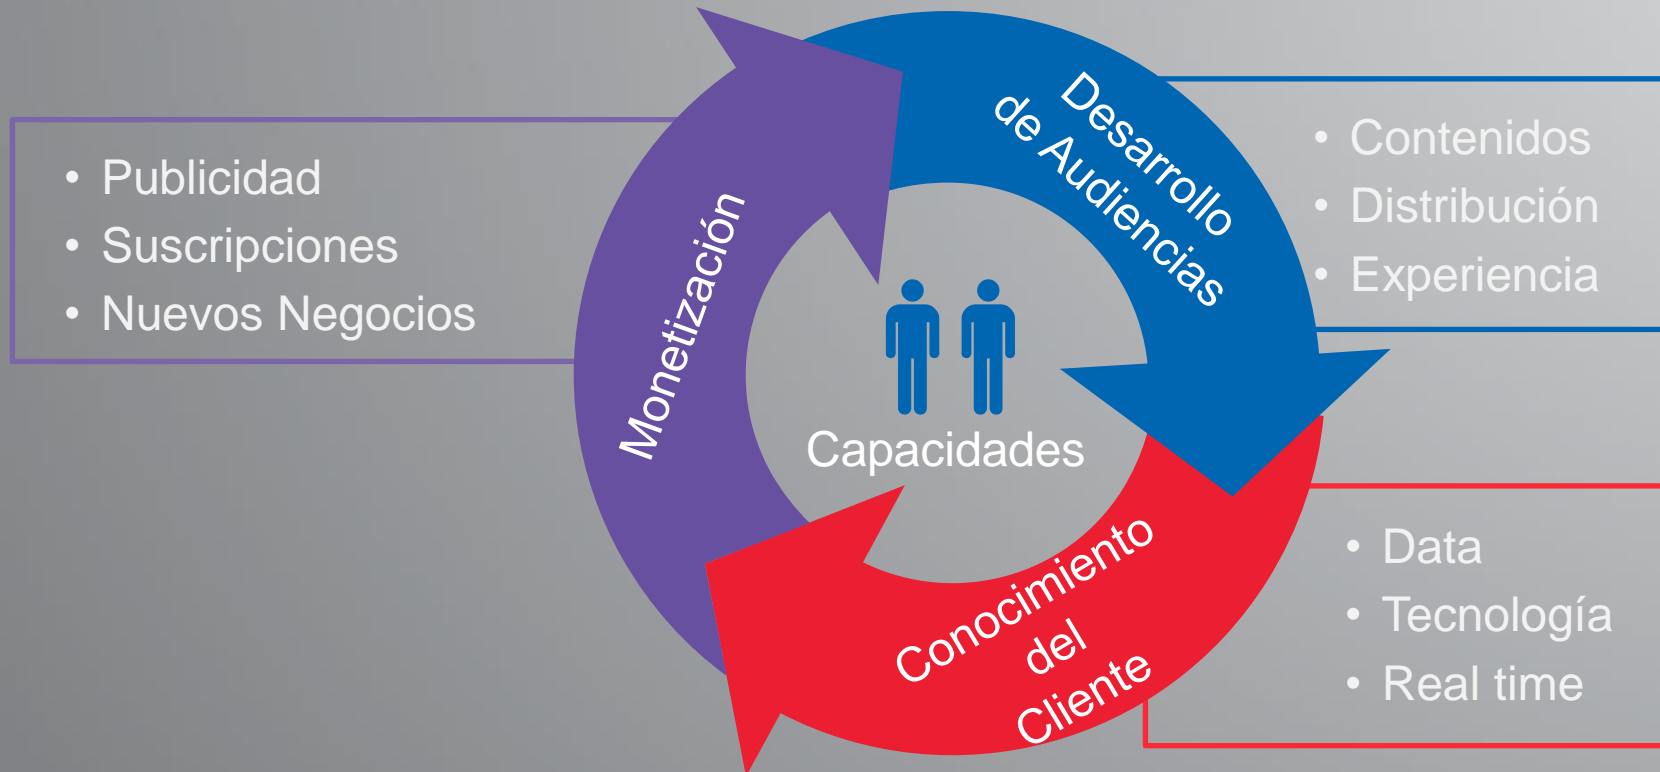 • Publicidad
• Suscripciones
• Nuevos Negocios
Monetización
Desarrollo
de Audiencias
• Contenidos
• Distribución
• Experiencia
Capacidades
Conocimiento
del
Cliente
• Data
• Tecnología
• Real time